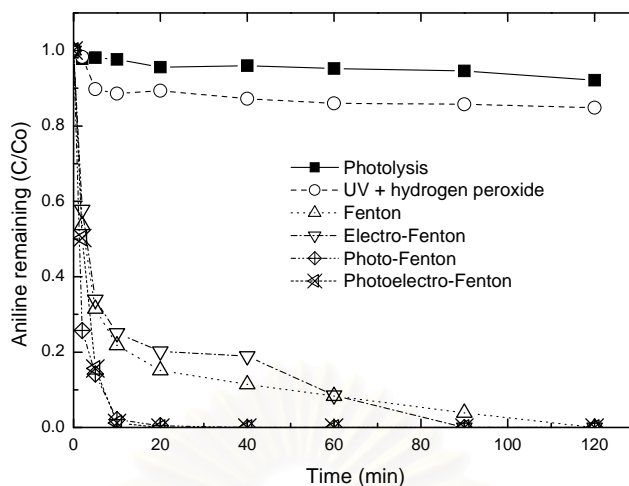 1.0
0.8
0.6
0.4
0.2
0.0
Aniline remaining (C/Co)
Photolysis
UV + hydrogen peroxide
Fenton
Electro-Fenton
Photo-Fenton
Photoelectro-Fenton
0 20 40 60 80 100 120
Time (min)